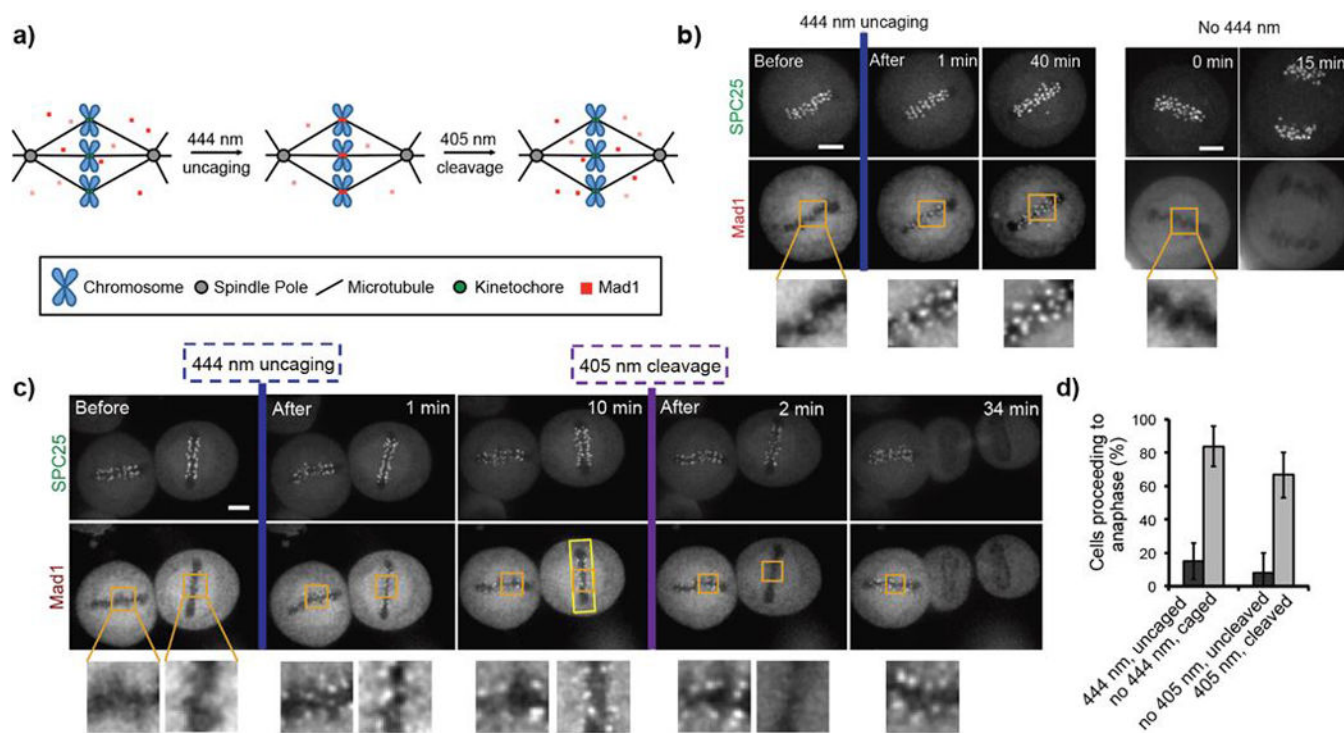 a)
444 nm
uncaging
405 nm
cleavage
Chromosome
Spindle Pole
Microtubule
Kinetochore
Mad1
b)
444 nm uncaging
No 444 nm
Before
After
1 min
40 min
0 min
15 min
SPC25
Mad1
c)
444 nm uncaging
405 nm cleavage
Before
After
1 min
10 min
After
2 min
34 min
SPC25
Mad1
d)
Cells proceeding to
anaphase (%)
100
80
60
40
20
0
444 nm, uncaged
no 444 nm, caged
no 405 nm, uncleaved
405 nm, cleaved